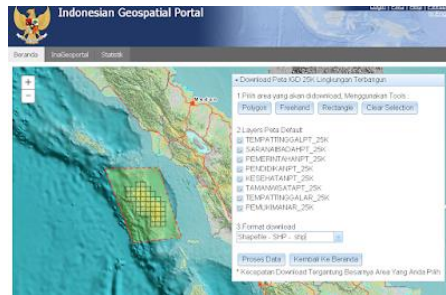 Indonesian Geospatial Portal
Beranda InaGeoportal Statistik
Medan
Download Peta IGD 25K Lingkungan Terbangun
1.Pilih area yang akan didownload, Menggunakan Tools:
Polygon Freehand Rectangle Clear Selection
2.Layers Peta Default
TEMPATTINGGALPT_25K
SARANAIBADAHPT_25K
PEMERINTAHANPT_25K
PENDIDIKANPT_25K
KESEHATANPT_25K
TAMANWISATAPT_25K
TEMPATTINGGALAR_25K
PEMUKIMANAR_25K
3.Format download
Shapefile - SHP - .shp
Proses Data Kembali Ke Beranda
* Kecepatan Download Tergantung Besarnya Area Yang Anda Pilih